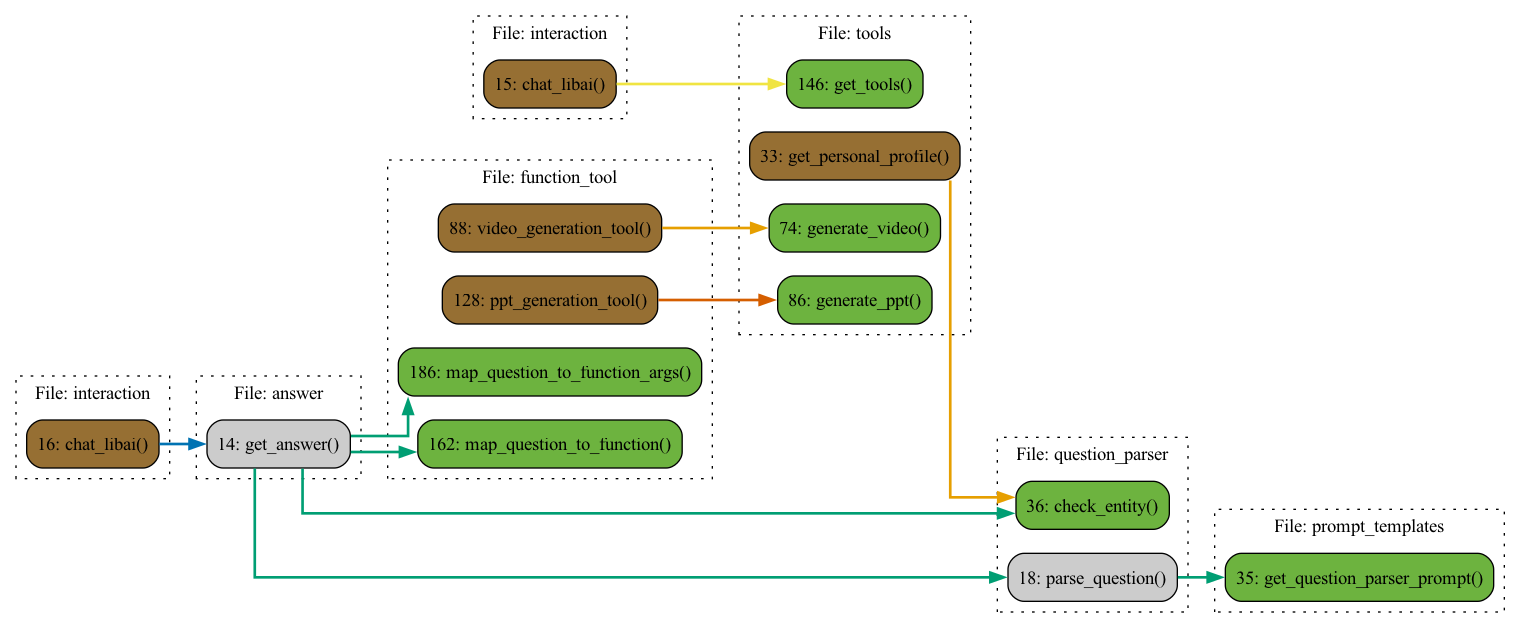 File: interaction
15: chat_libai()
File: tools
146: get_tools()
33: get_personal_profile()
74: generate_video()
86: generate_ppt()
File: function_tool
88: video_generation_tool()
128: ppt_generation_tool()
186: map_question_to_function_args()
162: map_question_to_function()
File: interaction
16: chat_libai()
File: answer
14: get_answer()
File: question_parser
36: check_entity()
18: parse_question()
File: prompt_templates
35: get_question_parser_prompt()